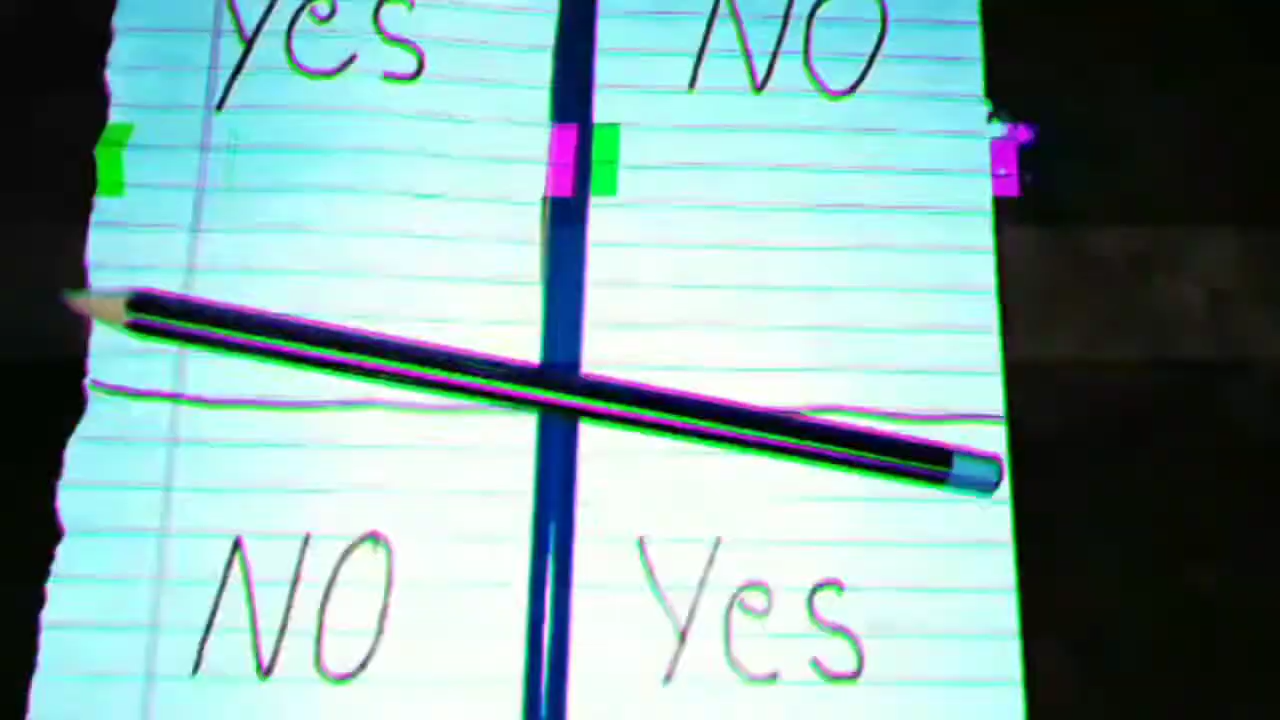 Yes NO
NO Yes